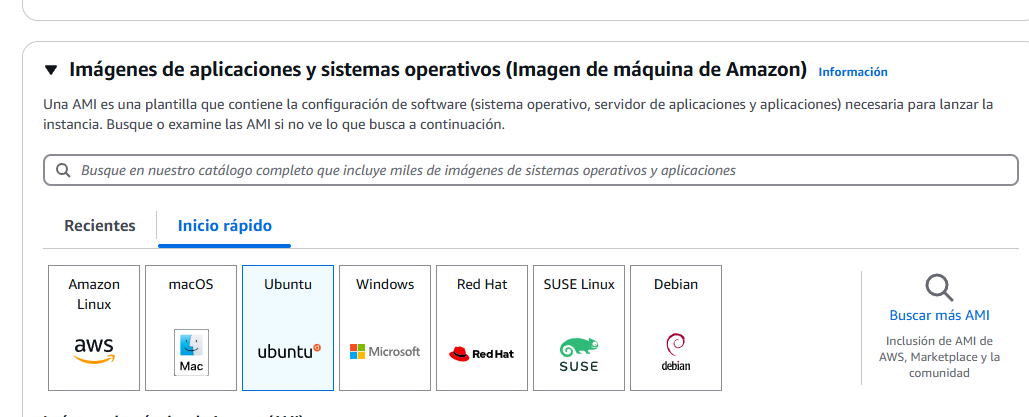 Imágenes de aplicaciones y sistemas operativos (Imagen de máquina de Amazon) Información
Una AMI es una plantilla que contiene la configuración de software (sistema operativo, servidor de aplicaciones y aplicaciones) necesaria para lanzar la
instancia. Busque o examine las AMI si no ve lo que busca a continuación.
Busque en nuestro catálogo completo que incluye miles de imágenes de sistemas operativos y aplicaciones
Recientes
Inicio rápido
Amazon
Linux
aws
macOS
Mac
Ubuntu
ubuntu
Windows
Microsoft
Red Hat
Red Hat
SUSE Linux
SUSE
Debian
debian
Buscar más AMI
Inclusión de AMI de
AWS, Marketplace y la
comunidad